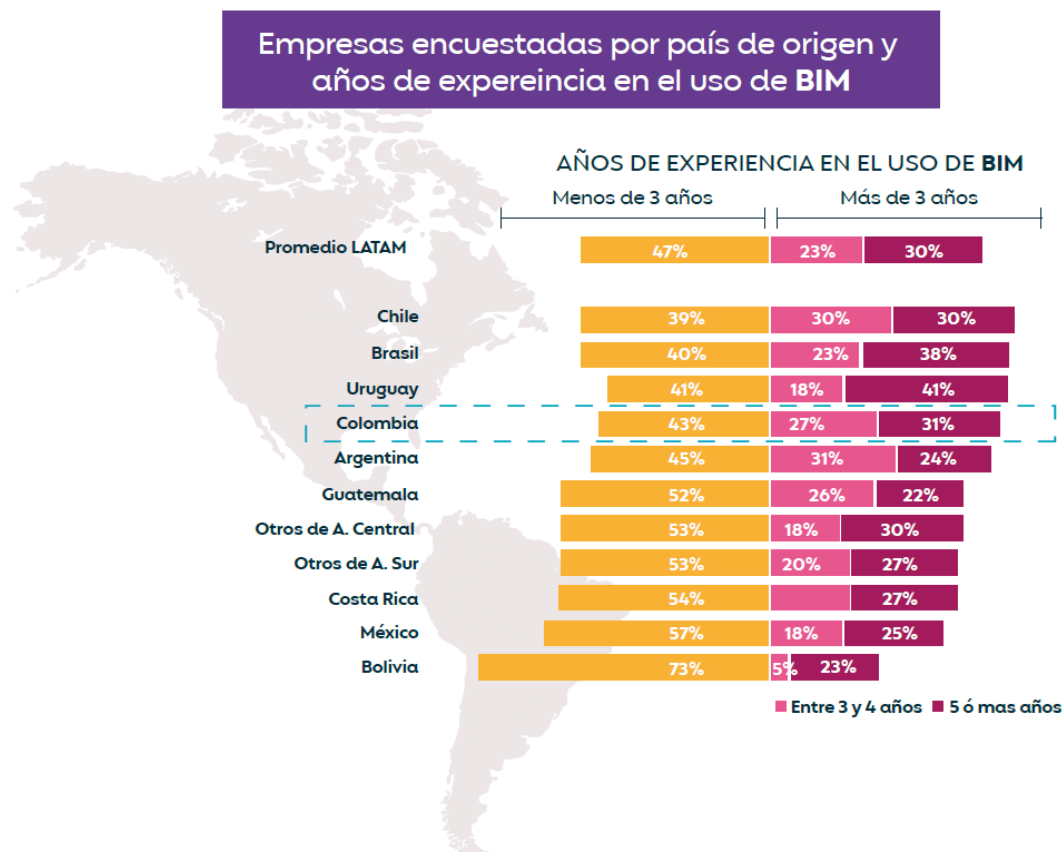 Empresas encuestadas por país de origen y
años de expereincia en el uso de BIM
AÑOS DE EXPERIENCIA EN EL USO DE BIM
Menos de 3 años Más de 3 años
Promedio LATAM 47% 23% 30%
Chile 39% 30% 30%
Brasil 40% 23% 38%
Uruguay 41% 18% 41%
Colombia 43% 27% 31%
Argentina 45% 31% 24%
Guatemala 52% 26% 22%
Otros de A. Central 53% 18% 30%
Otros de A. Sur 53% 20% 27%
Costa Rica 54% 27%
México 57% 18% 25%
Bolivia 73% 5% 23%
Entre 3 y 4 años 5 ó mas años